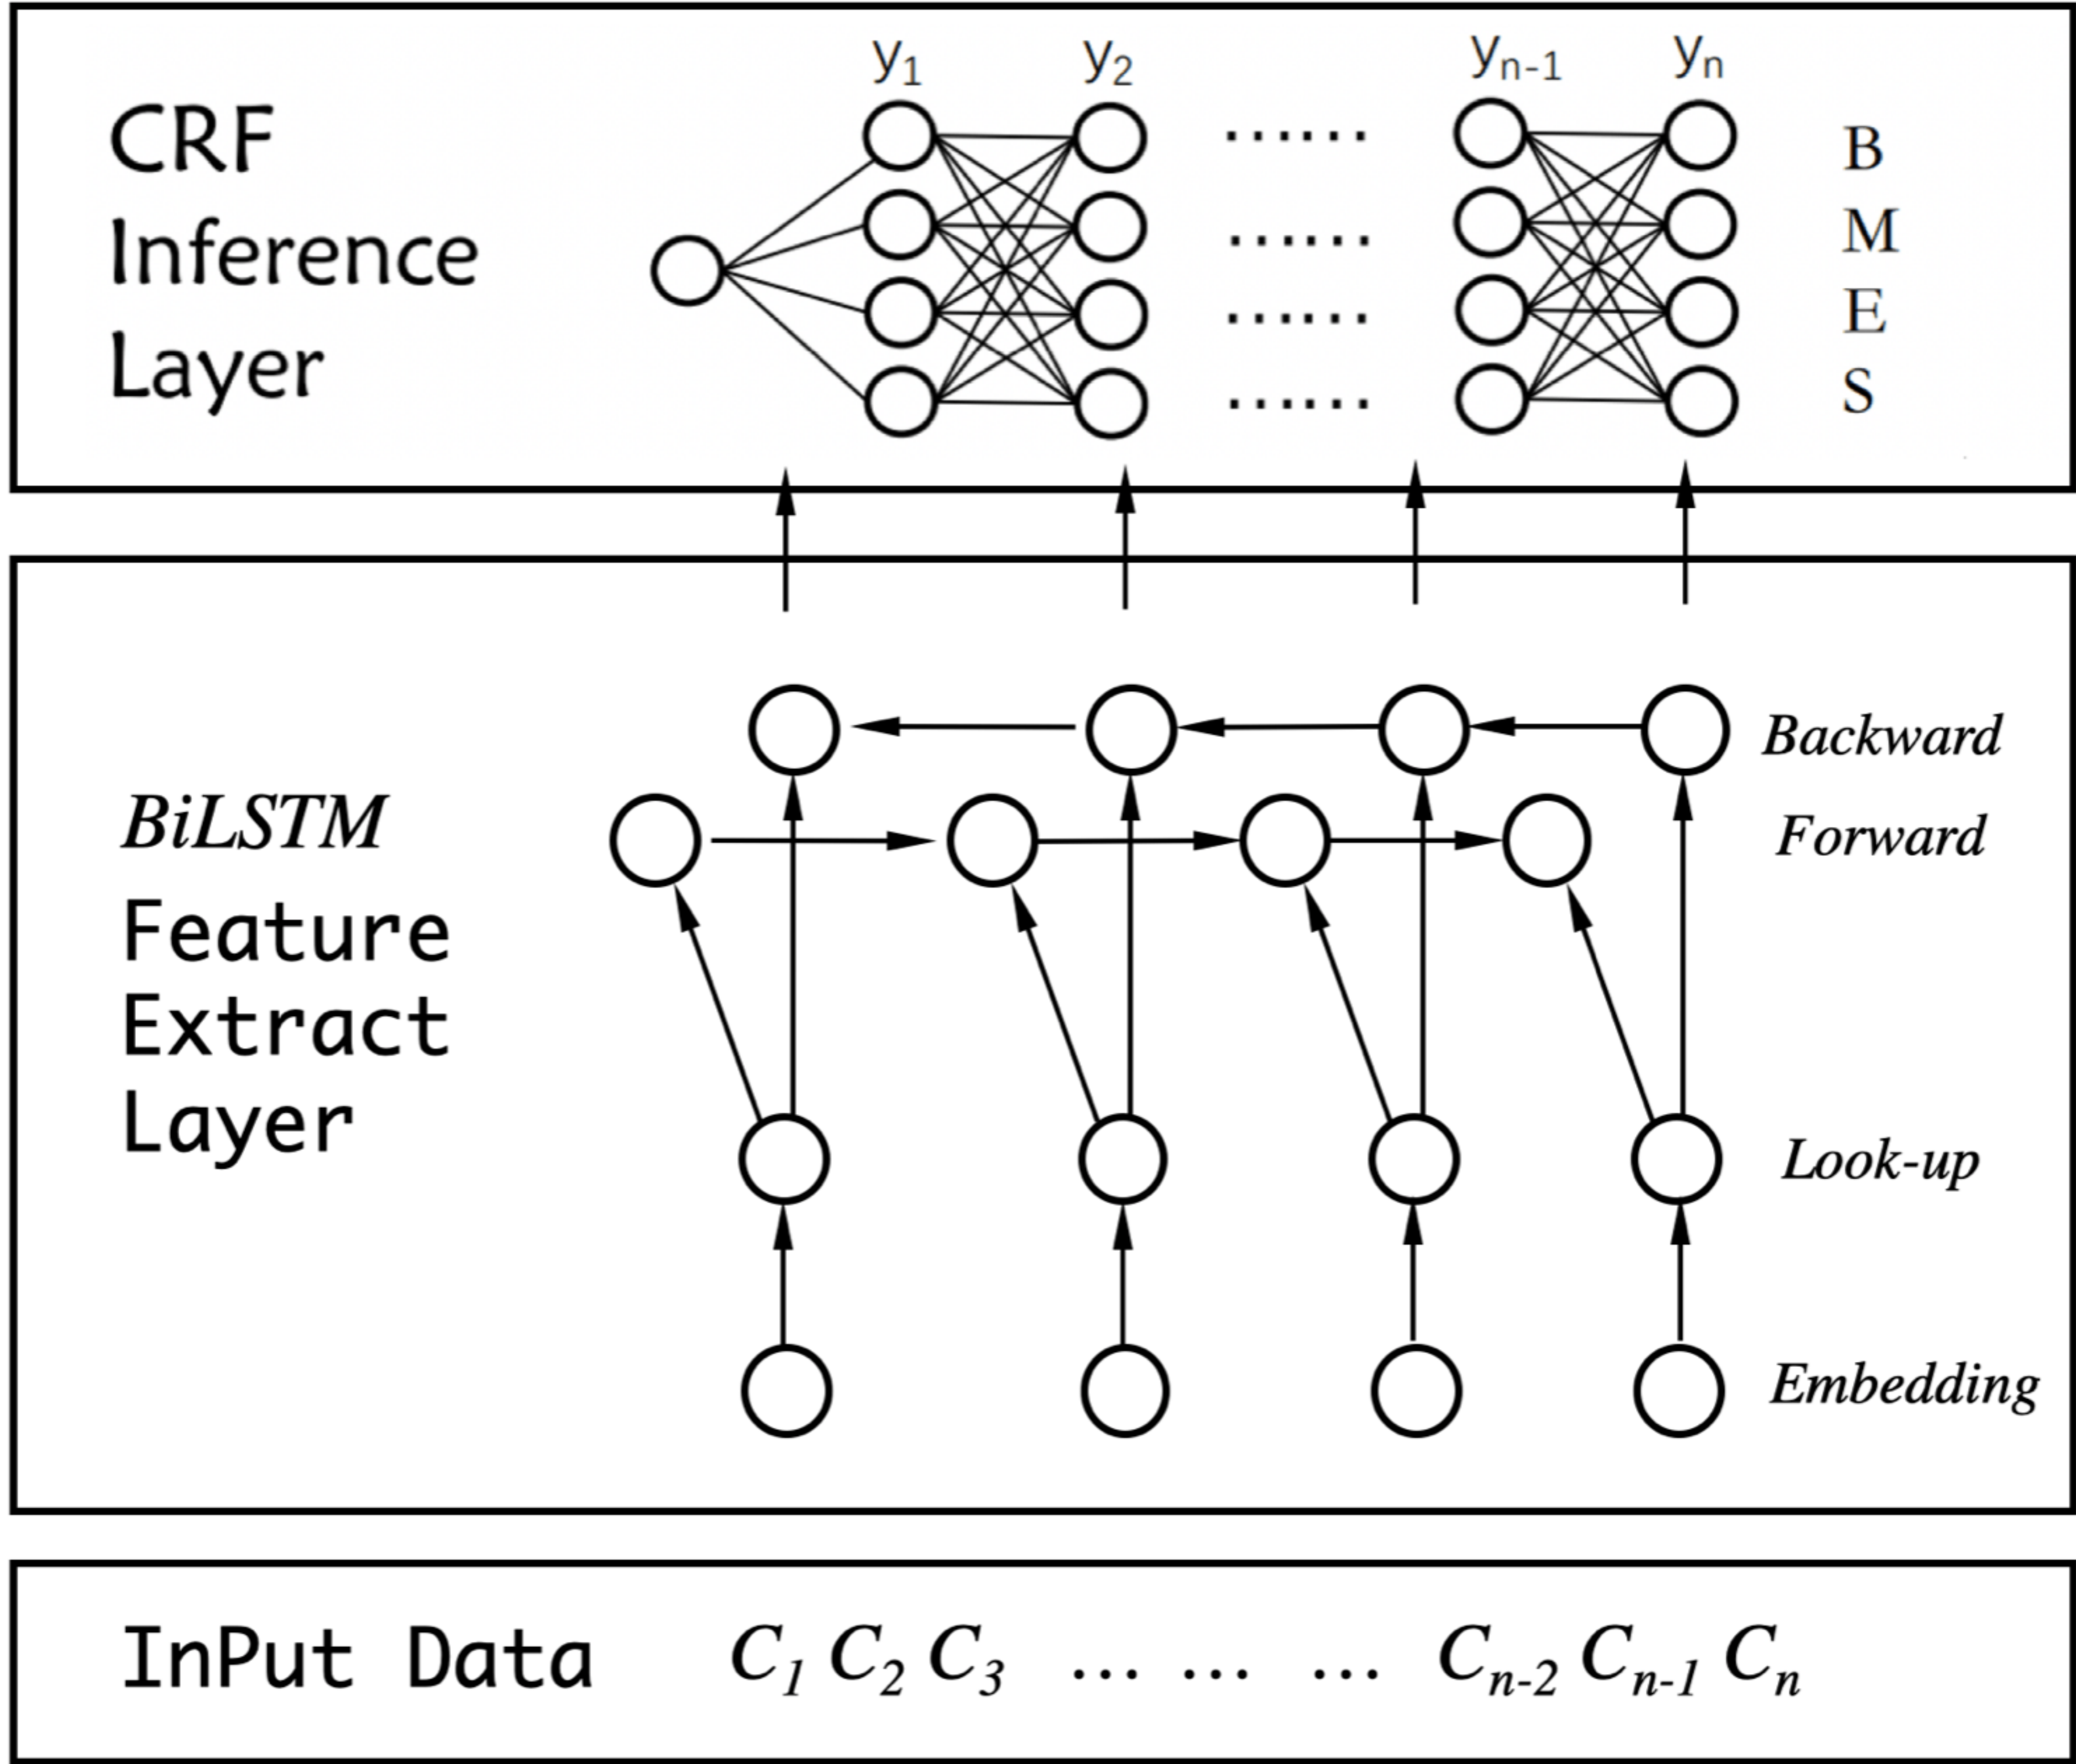 y1 y2 yn-1 yn
CRF
Inference
Layer
B
M
E
S
...... 
......
......
......
BiLSTM
Feature
Extract
Layer
Backward
Forward
Look-up
Embedding
InPut Data C1 C2 C3 ... ... ... Cn-2 Cn-1 Cn